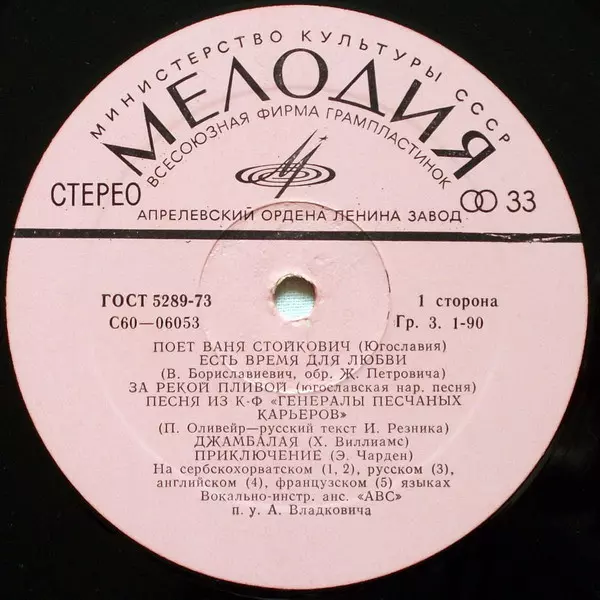 МИНИСТЕРСТВО КУЛЬТУРЫ СССР
МЕЛОДИЯ
ВСЕСОЮЗНАЯ ФИРМА ГРАМПЛАСТИНОК
СТЕРЕО
33
АПРЕЛЕВСКИЙ ОРДЕНА ЛЕНИНА ЗАВОД
ГОСТ 5289-73
1 сторона
С60—06053
Гр. 3. 1-90
ПОЕТ ВАНЯ СТОЙКОВИЧ (Югославия)
ЕСТЬ ВРЕМЯ ДЛЯ ЛЮБВИ
(В. Бориславиевич, обр. Ж. Петровича)
ЗА РЕКОЙ ПЛИВОЙ (югославская нар. песня)
ПЕСНЯ ИЗ К-Ф «ГЕНЕРАЛЫ ПЕСЧАНЫХ
КАРЬЕРОВ»
(П. Оливейр—русский текст И. Резника)
ДЖАМБАЛАЯ (Х. Виллиамс)
ПРИКЛЮЧЕНИЕ (Э. Чарден)
На сербскохорватском (1, 2), русском (3),
английском (4), французском (5) языках
Вокально-инстр. анс. «АВС»
п. у. А. Владковича